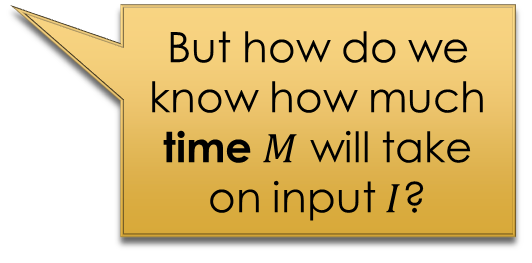 But how do we
know how much
time M will take
on input I?